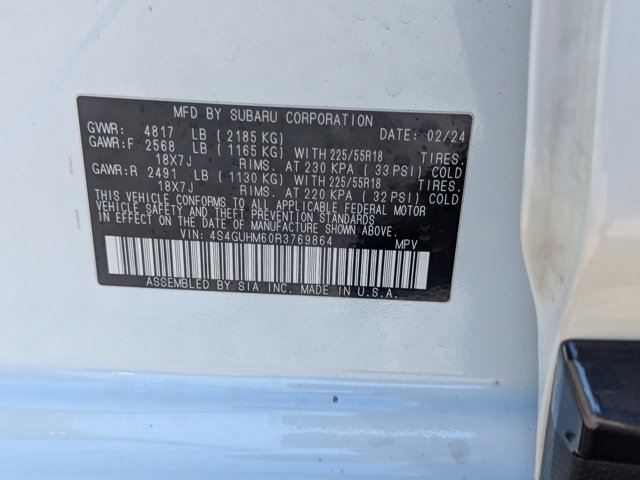 MFD BY SUBARU CORPORATION
GVWR: 4817 LB (2185 KG) DATE: 02/24
GAWR:F 2568 LB (1165 KG) WITH 225/55R18 TIRES.
18X7J RIMS. AT 230 KPA (33 PSI) COLD
GAWR:R 2491 LB (1130 KG) WITH 225/55R18 TIRES.
18X7J RIMS. AT 220 KPA (32 PSI) COLD
THIS VEHICLE CONFORMS TO ALL APPLICABLE FEDERAL MOTOR
VEHICLE SAFETY AND THEFT PREVENTION STANDARDS
IN EFFECT ON THE DATE OF MANUFACTURE SHOWN ABOVE.
VIN: 4S4GUHM60R3769864 MPV
ASSEMBLED BY SIA INC. MADE IN U.S.A.